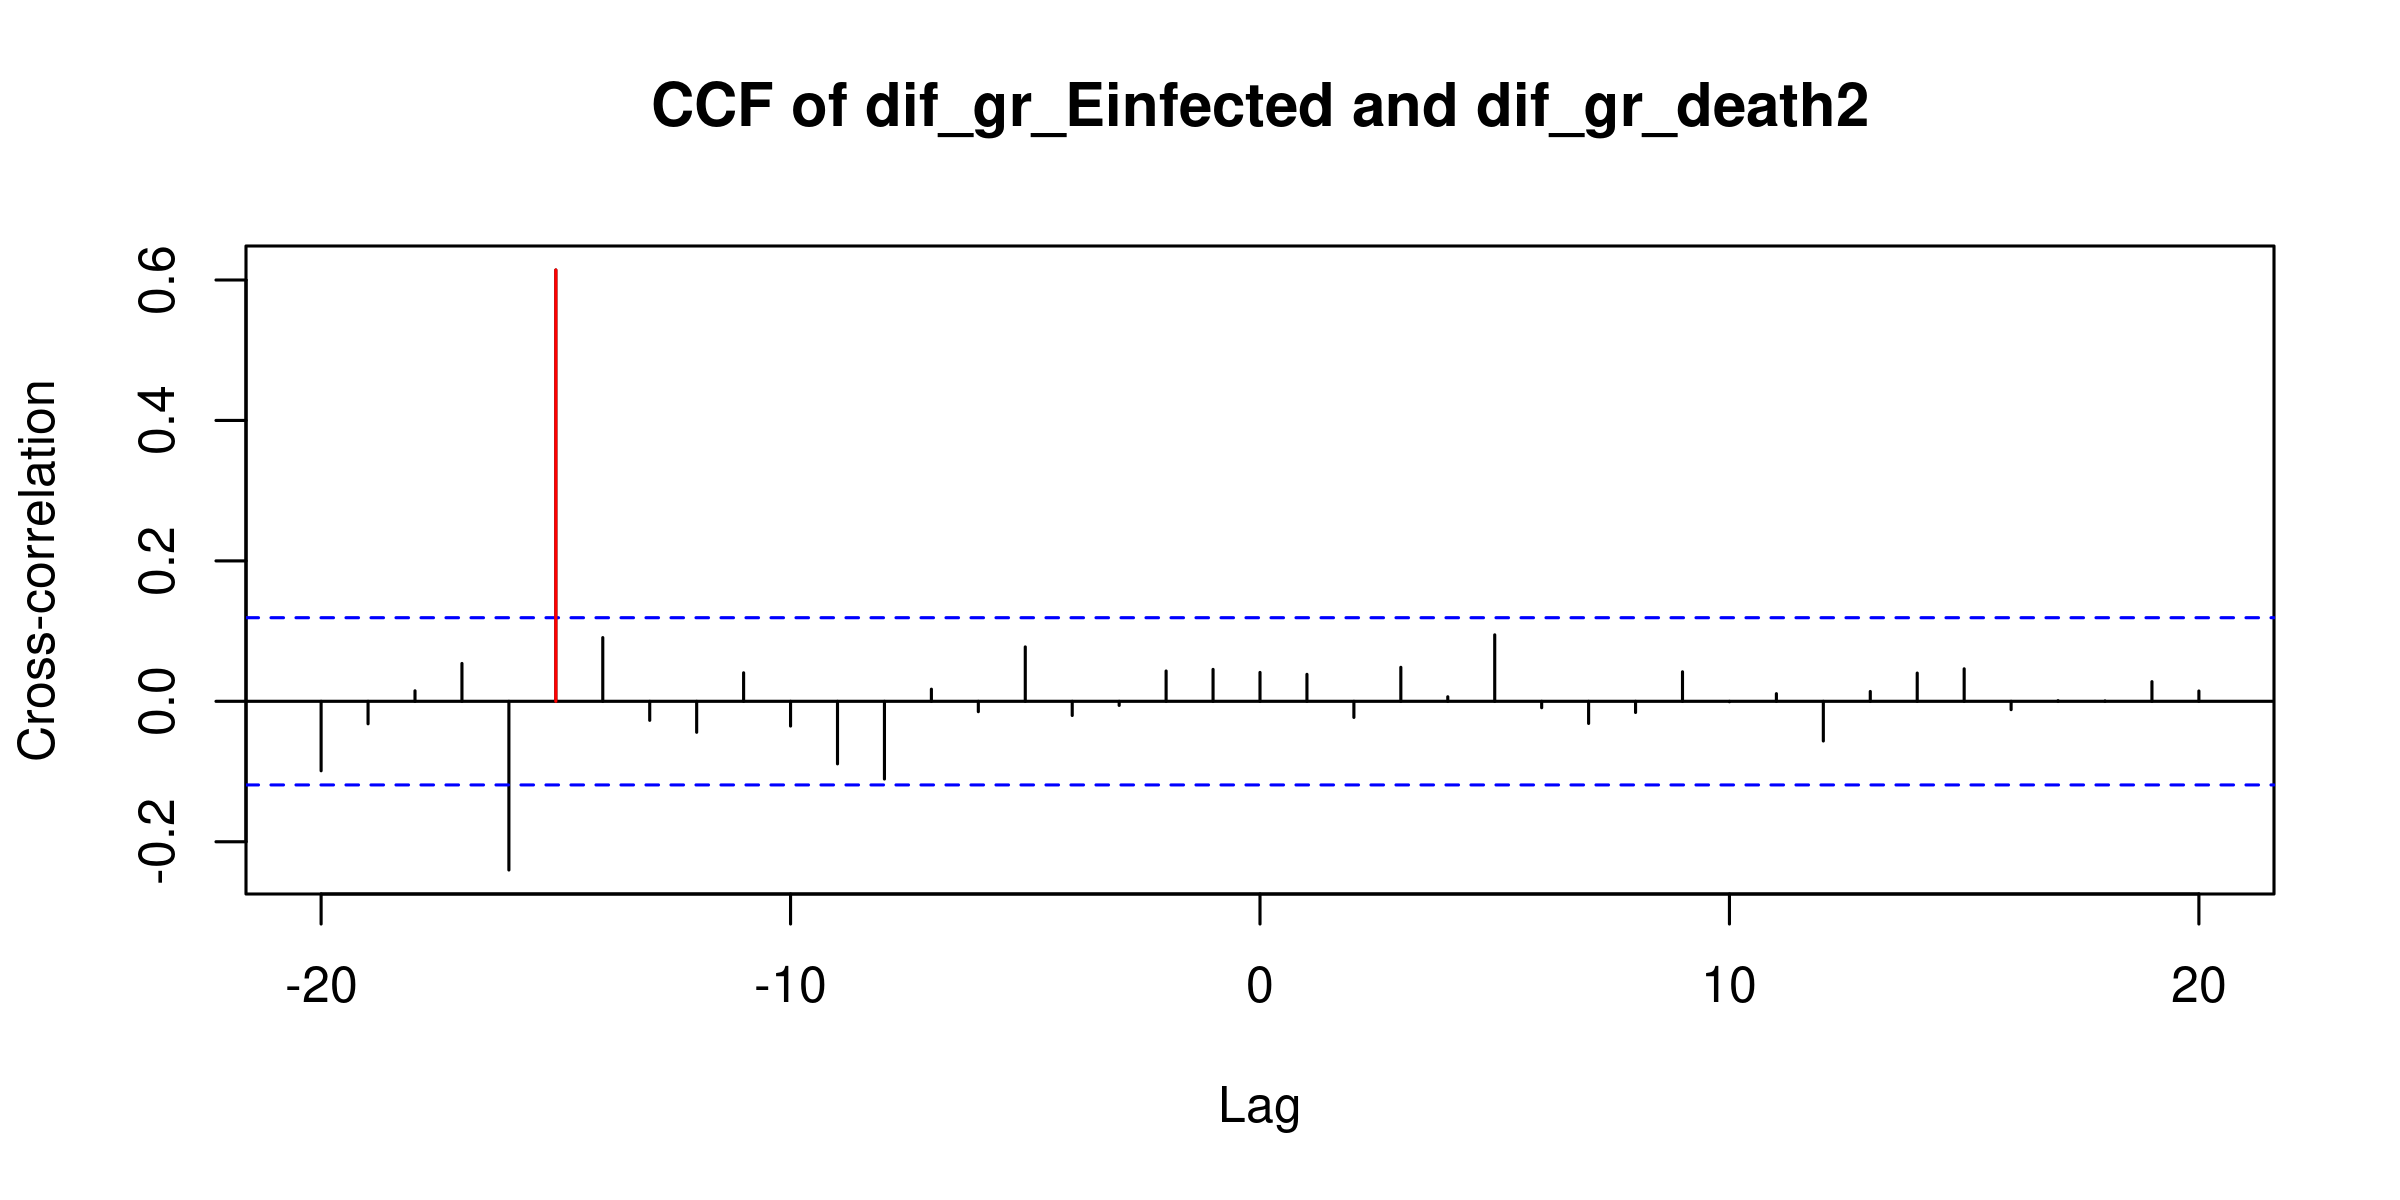 CCF of dif_gr_Einfected and dif_gr_death2
Cross-correlation
0.6
0.4
0.2
0.0
-0.2
-20 -10 0 10 20
Lag